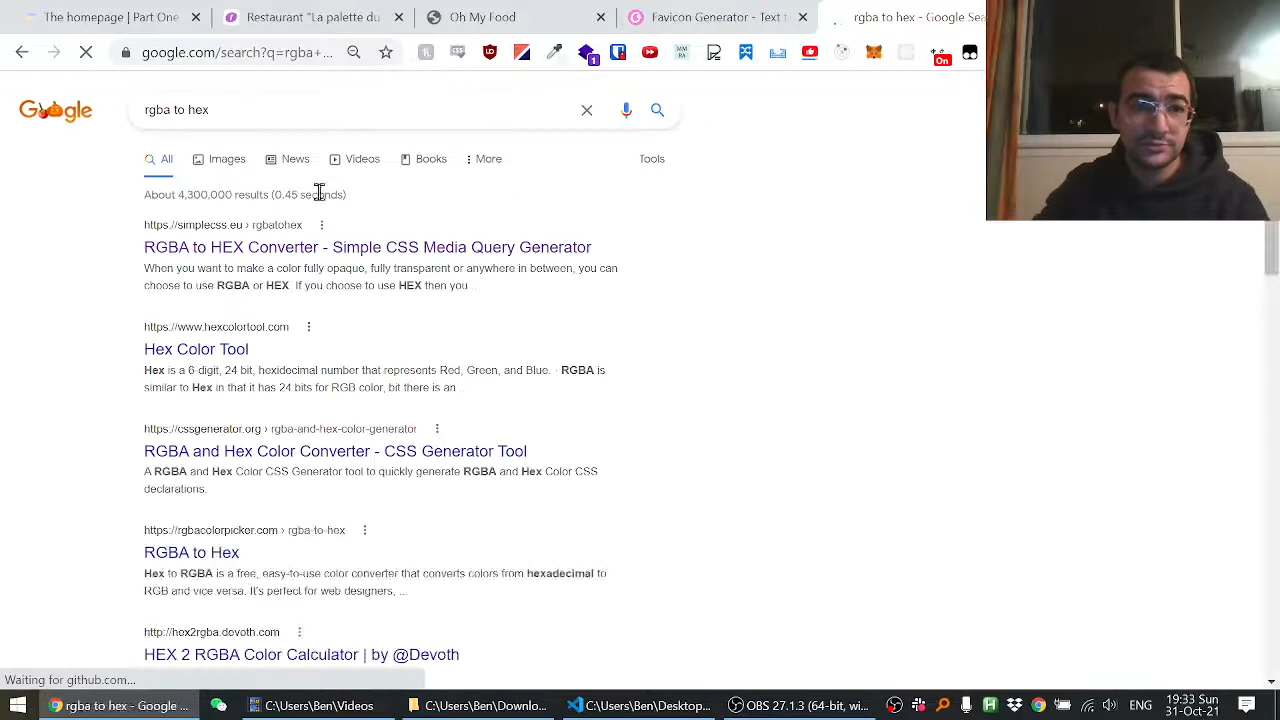 The homepage | Part One
Restaurant "La palette du
Oh My Food
Favicon Generator - Text t
rgba to hex - Google Sea
google.com/search?q=rgba+...
1
On
Google
rgba to hex
All
Images
News
Videos
Books
More
Tools
About 4,300,000 results (0.45 seconds)
https://simplecss.eu › rgbatohex
RGBA to HEX Converter - Simple CSS Media Query Generator
When you want to make a color fully opaque, fully transparent or anywhere in between, you can
choose to use RGBA or HEX. If you choose to use HEX then you
https://www.hexcolortool.com
Hex Color Tool
Hex is a 6-digit, 24 bit, hexidecimal number that represents Red, Green, and Blue. · RGBA is
similar to Hex in that it has 24 bits for RGB color, bit there is an
https://cssgenerator.org › rgba-and-hex-color-generator
RGBA and Hex Color Converter - CSS Generator Tool
A RGBA and Hex Color CSS Generator tool to quickly generate RGBA and Hex Color CSS
declarations.
https://rgbacolorpicker.com › rgba-to-hex
RGBA to Hex
Hex to RGBA is a free, easy-to-use color converter that converts colors from hexadecimal to
RGB and vice versa. It's perfect for web designers, ...
http://hex2rgba.devoth.com
HEX 2 RGBA Color Calculator | by @Devoth
Waiting for github.com...
rgba to hex - Google...
C:\Users\Ben\Videos
C:\Users\Ben\Downlo...
C:\Users\Ben\Desktop...
OBS 27.1.3 (64-bit, wi...
ENG
19:33 Sun
31-Oct-21